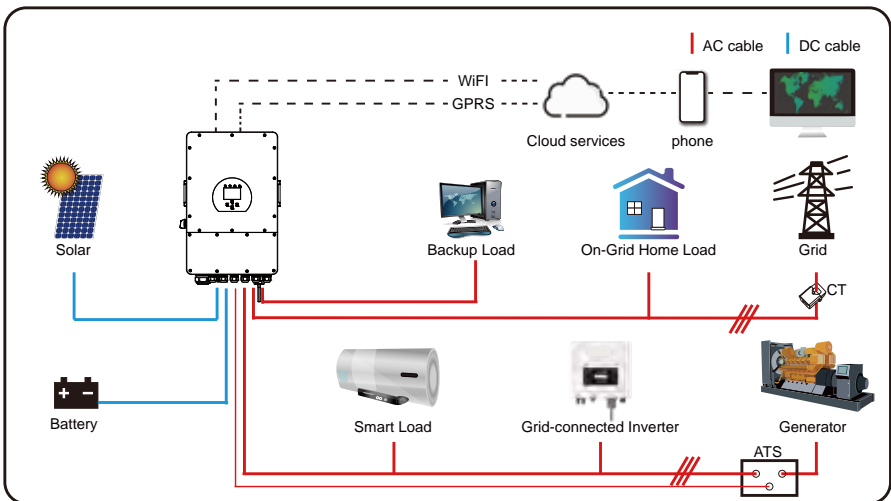 AC cable
DC cable
WiFI
GPRS
Cloud services
phone
Solar
Backup Load
On-Grid Home Load
Grid
CT
Battery
Smart Load
Grid-connected Inverter
Generator
ATS